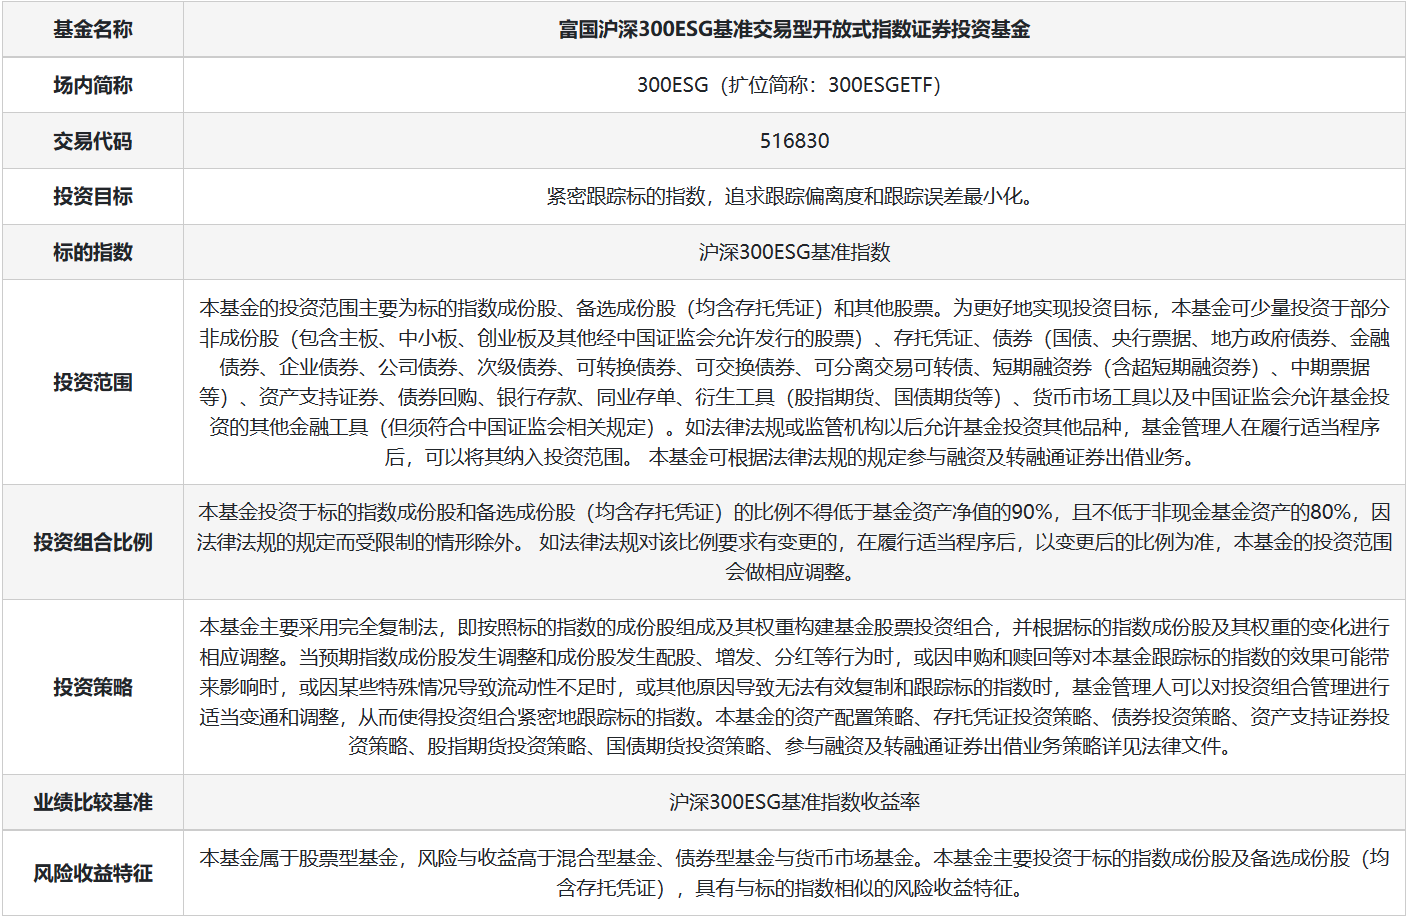 基金名称
富国沪深300ESG基准交易型开放式指数证券投资基金
场内简称
300ESG（扩位简称：300ESGETF）
交易代码
516830
投资目标
紧密跟踪标的指数，追求跟踪偏离度和跟踪误差最小化。
标的指数
沪深300ESG基准指数
投资范围
本基金的投资范围主要为标的指数成份股、备选成份股（均含存托凭证）和其他股票。为更好地实现投资目标，本基金可少量投资于部分
非成份股（包含主板、中小板、创业板及其他经中国证监会允许发行的股票）、存托凭证、债券（国债、央行票据、地方政府债券、金融
债券、企业债券、公司债券、次级债券、可转换债券、可交换债券、可分离交易可转债、短期融资券（含超短期融资券）、中期票据
等）、资产支持证券、债券回购、银行存款、同业存单、衍生工具（股指期货、国债期货等）、货币市场工具以及中国证监会允许基金投
资的其他金融工具（但须符合中国证监会相关规定）。如法律法规或监管机构以后允许基金投资其他品种，基金管理人在履行适当程序
后，可以将其纳入投资范围。 本基金可根据法律法规的规定参与融资及转融通证券出借业务。
投资组合比例
本基金投资于标的指数成份股和备选成份股（均含存托凭证）的比例不得低于基金资产净值的90%，且不低于非现金基金资产的80%，因
法律法规的规定而受限制的情形除外。 如法律法规对该比例要求有变更的，在履行适当程序后，以变更后的比例为准，本基金的投资范围
会做相应调整。
投资策略
本基金主要采用完全复制法，即按照标的指数的成份股组成及其权重构建基金股票投资组合，并根据标的指数成份股及其权重的变化进行
相应调整。当预期指数成份股发生调整和成份股发生配股、增发、分红等行为时，或因申购和赎回等对本基金跟踪标的指数的效果可能带
来影响时，或因某些特殊情况导致流动性不足时，或其他原因导致无法有效复制和跟踪标的指数时，基金管理人可以对投资组合管理进行
适当变通和调整，从而使得投资组合紧密地跟踪标的指数。本基金的资产配置策略、存托凭证投资策略、债券投资策略、资产支持证券投
资策略、股指期货投资策略、国债期货投资策略、参与融资及转融通证券出借业务策略详见法律文件。
业绩比较基准
沪深300ESG基准指数收益率
风险收益特征
本基金属于股票型基金，风险与收益高于混合型基金、债券型基金与货币市场基金。本基金主要投资于标的指数成份股及备选成份股（均
含存托凭证），具有与标的指数相似的风险收益特征。